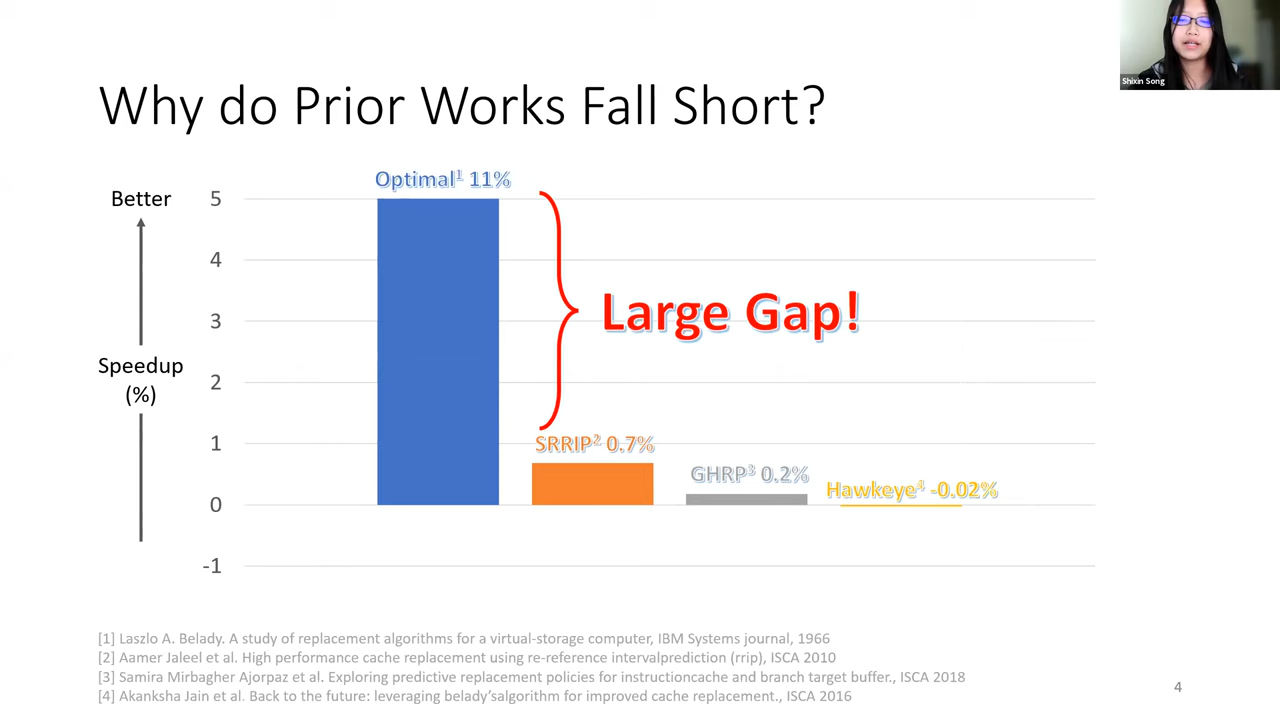 Shixin Song
Why do Prior Works Fall Short?
Better
Speedup
(%)
5
4
3
2
1
0
-1
Optimal¹ 11%
Large Gap!
SRRIP² 0.7%
GHRP³ 0.2%
Hawkeye⁴ -0.02%
[1] Laszlo A. Belady. A study of replacement algorithms for a virtual-storage computer, IBM Systems journal, 1966
[2] Aamer Jaleel et al. High performance cache replacement using re-reference intervalprediction (rrip), ISCA 2010
[3] Samira Mirbagher Ajorpaz et al. Exploring predictive replacement policies for instructioncache and branch target buffer., ISCA 2018
[4] Akanksha Jain et al. Back to the future: leveraging belady'salgorithm for improved cache replacement., ISCA 2016
4